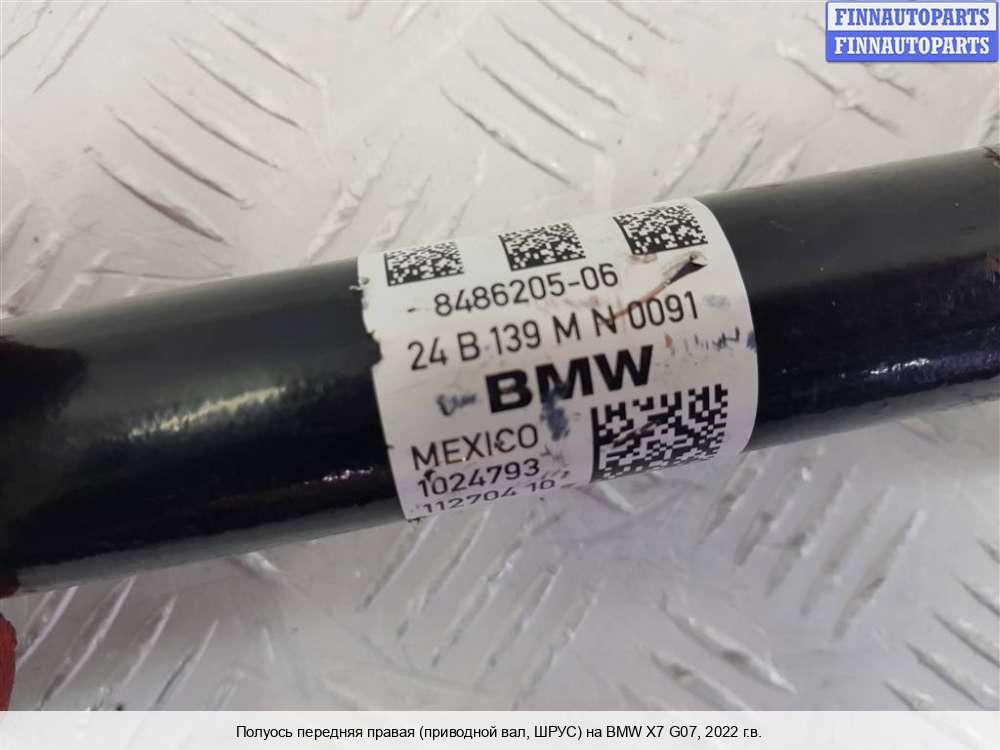 FINNAUTOPARTS
FINNAUTOPARTS
8486205-06
24 B 139 M N 0091
BMW
MEXICO
1024793
Полуось передняя правая (приводной вал, ШРУС) на BMW X7 G07, 2022 г.в.